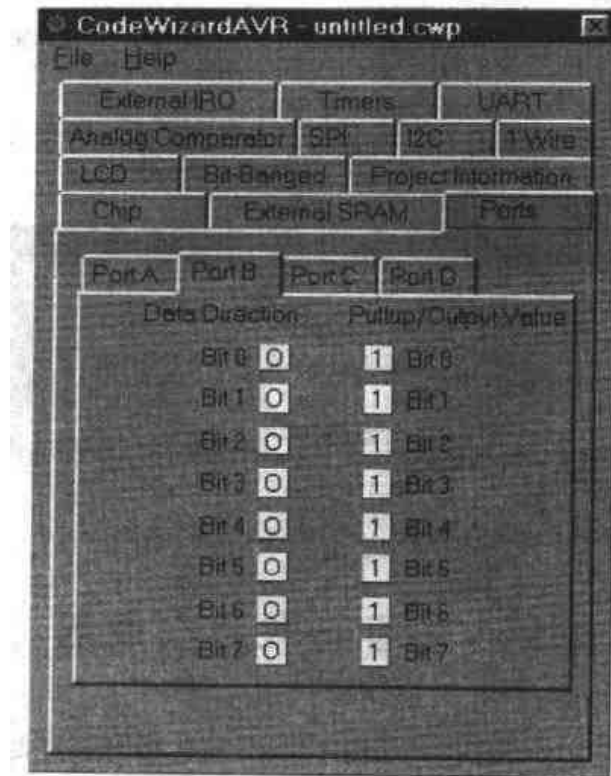 CodeWizardAVR - untitled.cwp
File Help
External IRQ Timers UART
Analog Comparator SPI I2C 1 Wire
LCD Bit-Banged Project Information
Chip External SRAM Ports
Port A Port B Port C Port D
Data Direction Pullup/Output Value
Bit 0 O 1 Bit 0
Bit 1 O 1 Bit 1
Bit 2 O 1 Bit 2
Bit 3 O 1 Bit 3
Bit 4 O 1 Bit 4
Bit 5 O 1 Bit 5
Bit 6 O 1 Bit 6
Bit 7 O 1 Bit 7